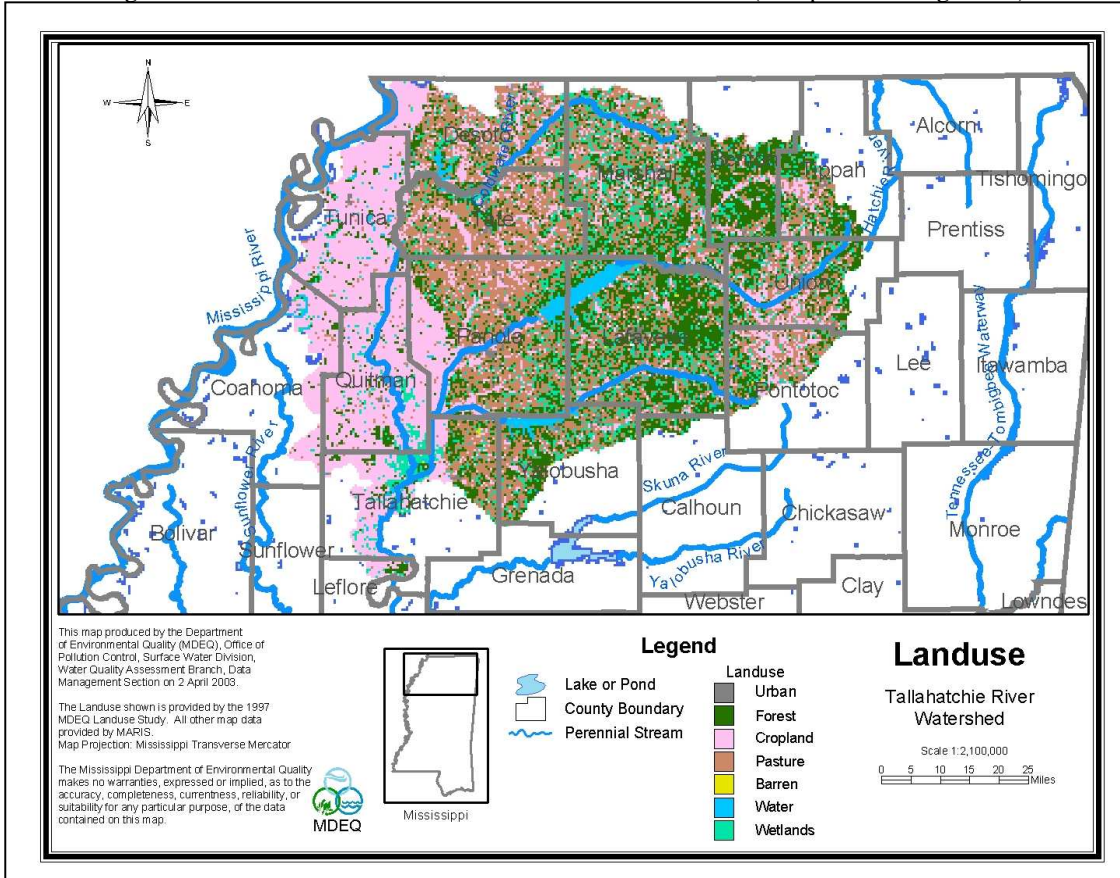 N
W E
S
Desoto
Coldwater River
Marshall
Tippah
Hatchie River
Alcorn
Tishomingo
Prentiss
Tunica
Tate
Union
Mississippi River
Panola
Lafayette
Pontotoc
Lee
Itawamba
Tennessee-Tombigbee Waterway
Coahoma
Quitman
Sunflower River
Yalobusha
Skuna River
Calhoun
Chickasaw
Tallahatchie
Bolivar
Sunflower
Monroe
Leflore
Grenada
Yalobusha River
Webster
Clay
Lowndes
This map produced by the Department
of Environmental Quality (MDEQ), Office of
Pollution Control, Surface Water Division,
Water Quality Assessment Branch, Data
Management Section on 2 April 2003.
The Landuse shown is provided by the 1997
MDEQ Landuse Study. All other map data
provided by MARIS.
Map Projection: Mississippi Transverse Mercator
The Mississippi Department of Environmental Quality
makes no warranties, expressed or implied, as to the
accuracy, completeness, currentness, reliability, or
suitability for any particular purpose, of the data
contained on this map.
MDEQ
Mississippi
Legend
Lake or Pond
County Boundary
Perennial Stream
Landuse
Urban
Forest
Cropland
Pasture
Barren
Water
Wetlands
Landuse
Tallahatchie River
Watershed
Scale 1:2,100,000
0 5 10 15 20 25
Miles